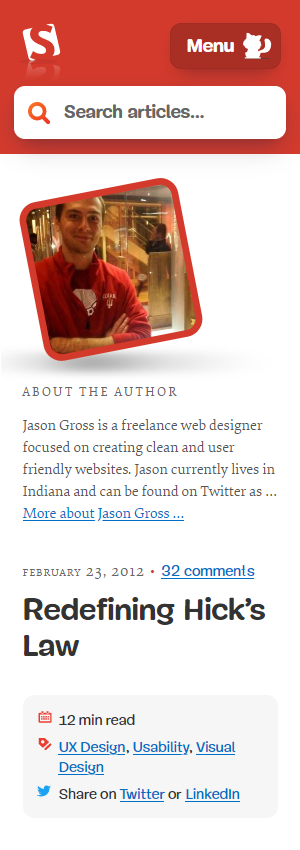 Menu
Search articles...
INDIANA
ABOUT THE AUTHOR
Jason Gross is a freelance web designer
focused on creating clean and user
friendly websites. Jason currently lives in
Indiana and can be found on Twitter as …
More about Jason Gross …
FEBRUARY 23, 2012 • 32 comments
Redefining Hick’s
Law
12 min read
UX Design, Usability, Visual
Design
Share on Twitter or LinkedIn